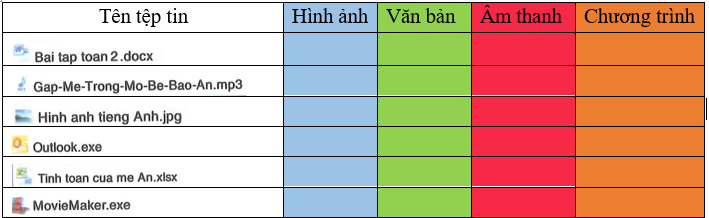 Tên tệp tin Hình ảnh Văn bản Âm thanh Chương trình
Bai tap toan 2.docx
Gap-Me-Trong-Mo-Be-Bao-An.mp3
Hinh anh tieng Anh.jpg
Outlook.exe
Tinh toan cua me An.xlsx
MovieMaker.exe